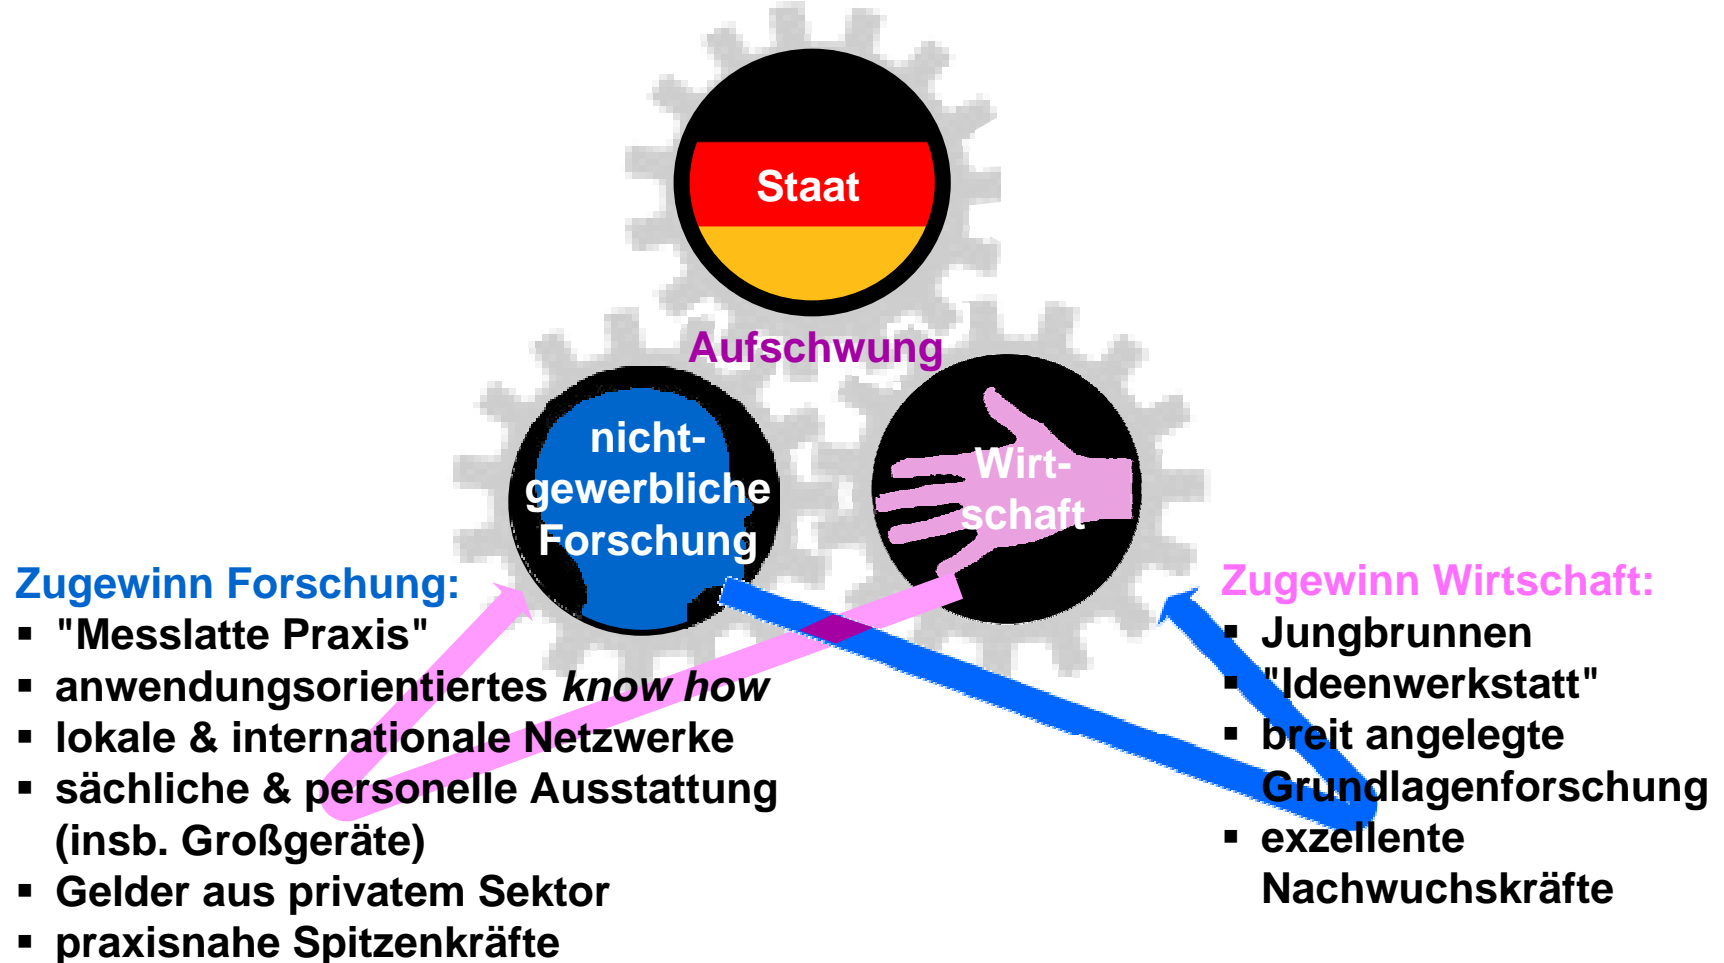 Staat
Aufschwung
nicht-
gewerbliche
Forschung
Wirt-
schaft
Zugewinn Forschung:
▪ "Messlatte Praxis"
▪ anwendungsorientiertes know how
▪ lokale & internationale Netzwerke
▪ sächliche & personelle Ausstattung
(insb. Großgeräte)
▪ Gelder aus privatem Sektor
▪ praxisnahe Spitzenkräfte
Zugewinn Wirtschaft:
▪ Jungbrunnen
▪ "Ideenwerkstatt"
▪ breit angelegte
Grundlagenforschung
▪ exzellente
Nachwuchskräfte